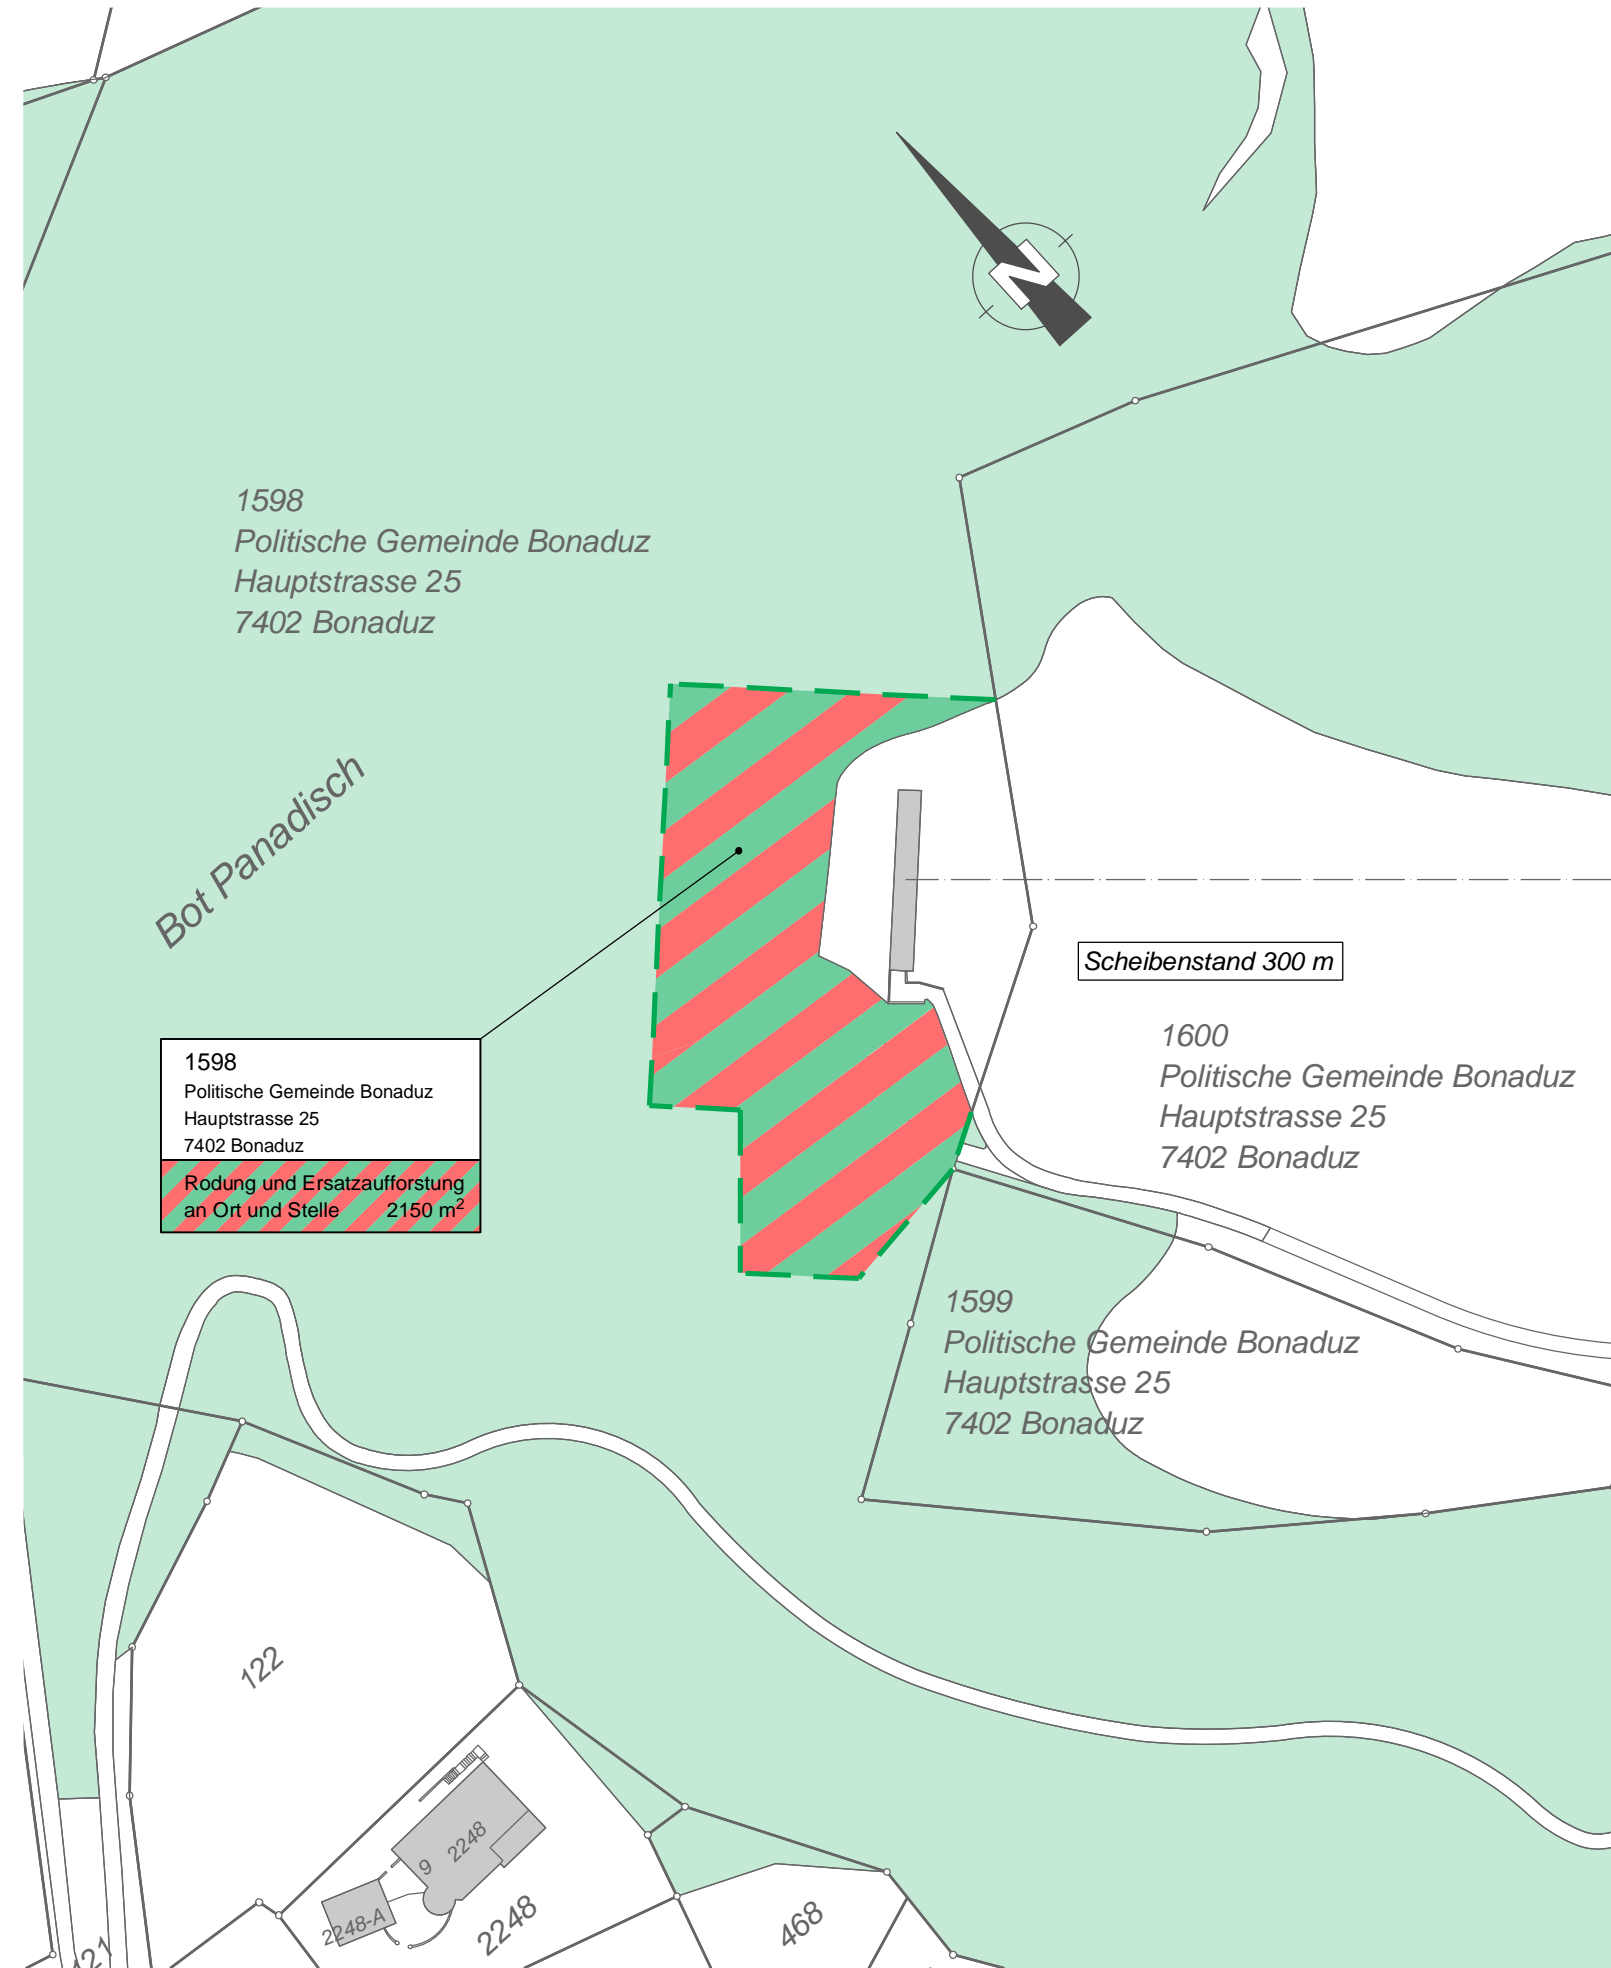 N
1598
Politische Gemeinde Bonaduz
Hauptstrasse 25
7402 Bonaduz
Bot Panadisch
Scheibenstand 300 m
1598
Politische Gemeinde Bonaduz
Hauptstrasse 25
7402 Bonaduz
Rodung und Ersatzaufforstung
an Ort und Stelle 2150 m²
1600
Politische Gemeinde Bonaduz
Hauptstrasse 25
7402 Bonaduz
1599
Politische Gemeinde Bonaduz
Hauptstrasse 25
7402 Bonaduz
122
9 2248
2248-A
2248
468
121